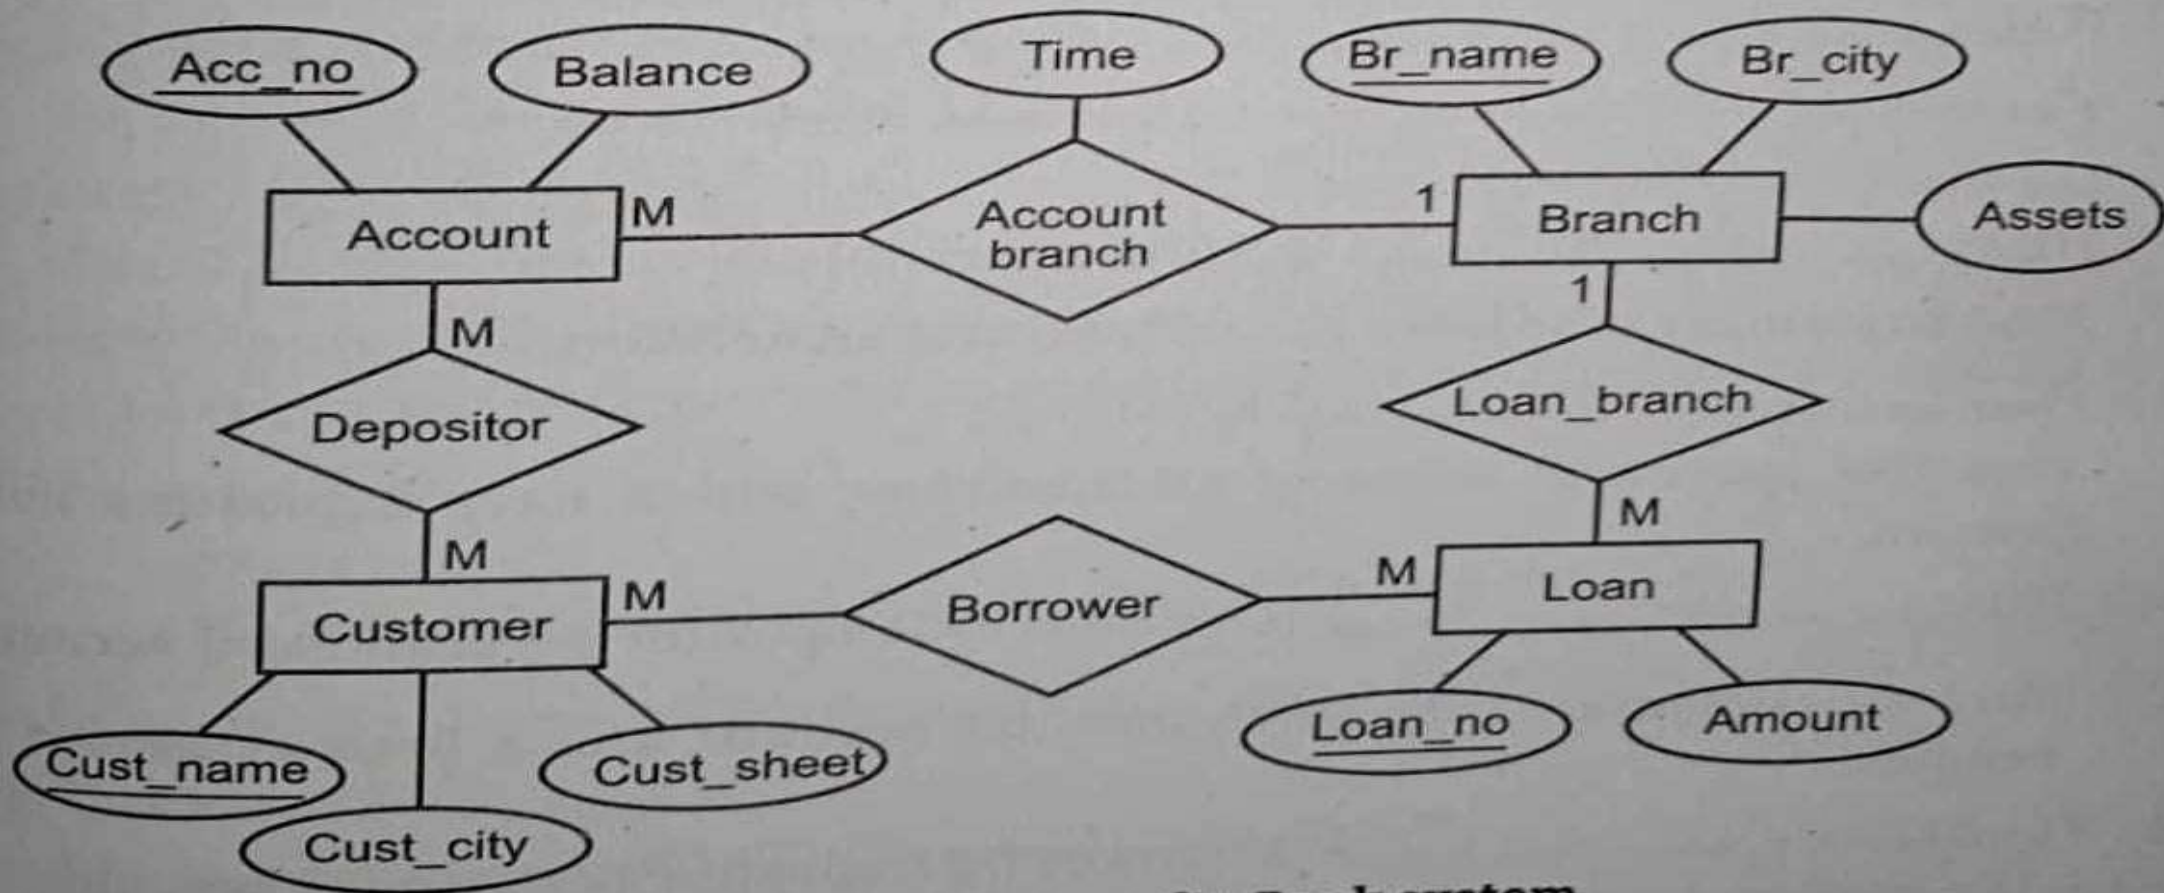 Acc_no
Balance
Time
Br_name
Br_city
Account
M
Account
branch
1
Branch
Assets
M
1
Depositor
Loan_branch
M
M
Customer
M
Borrower
M
Loan
Cust_name
Cust_city
Cust_sheet
Loan_no
Amount
system